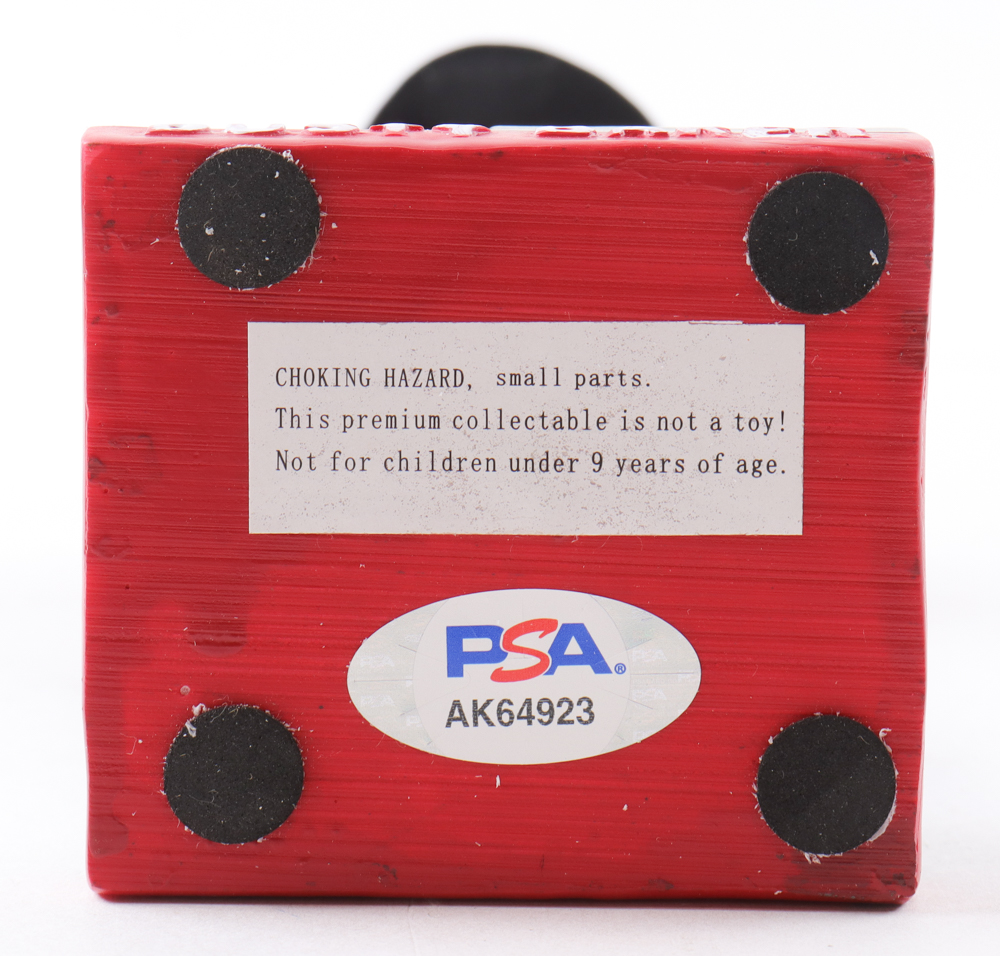 CHOKING HAZARD, small parts.
This premium collectable is not a toy!
Not for children under 9 years of age.
PSA®
AK64923